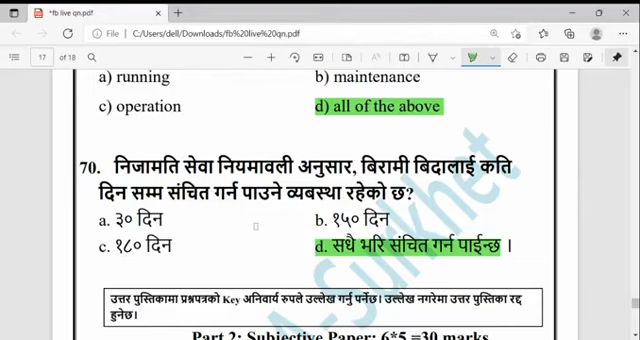 *fb live qn.pdf
File | C:/Users/dell/Downloads/fb%20live%20qn.pdf
17 of 18
a) running b) maintenance
c) operation d) all of the above
70. निजामति सेवा नियमावली अनुसार, बिरामी बिदालाई कति
दिन सम्म संचित गर्न पाउने व्यबस्था रहेको छ?
a. ३० दिन b. १५० दिन
c. १८० दिन d. सधै भरि संचित गर्न पाईन्छ ।
उत्तर पुस्तिकामा प्रश्नपत्रको Key अनिवार्य रुपले उल्लेख गर्नु पर्नेछ। उल्लेख नगरेमा उत्तर पुस्तिका रद्द
हुनेछ।
Part 2: Subjective Paper: 6*5 =30 marks
A-Surkhet